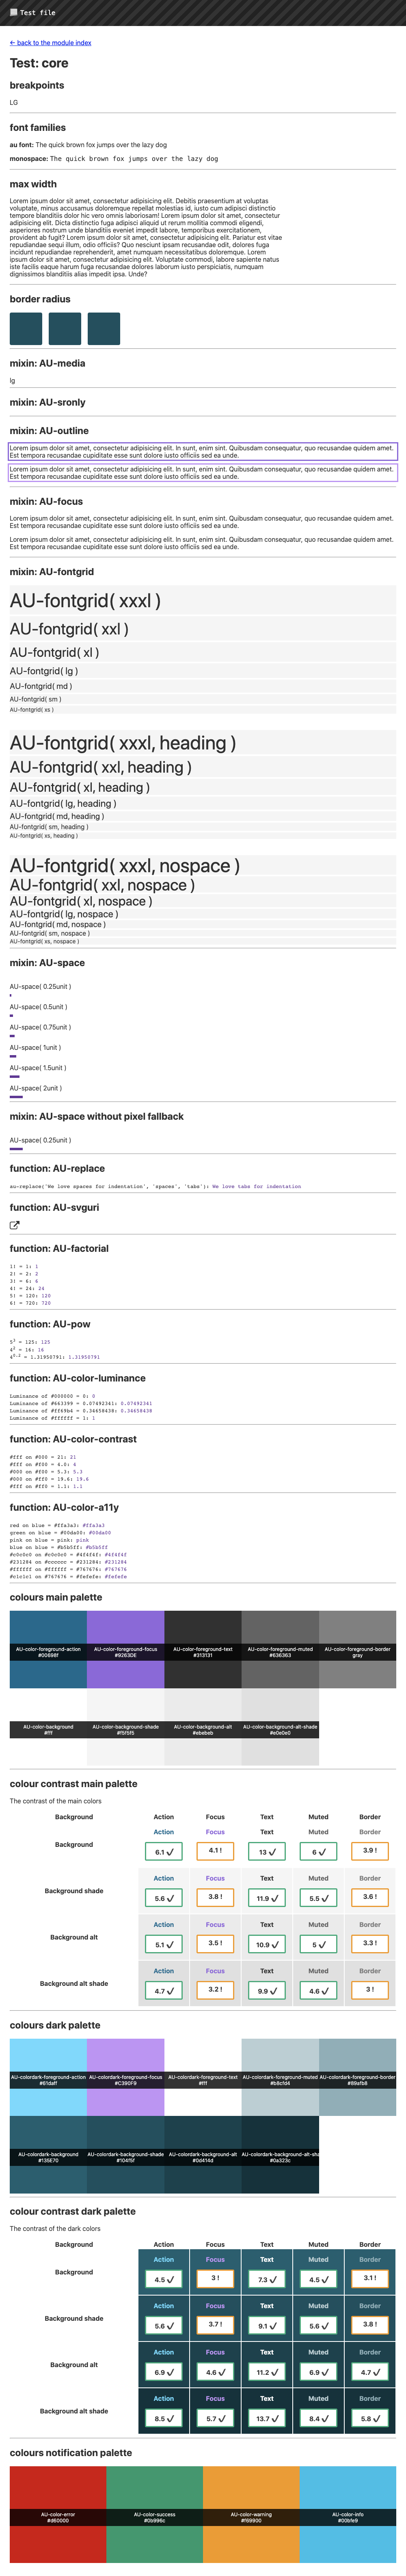 Test file
← back to the module index
Test: core
breakpoints
LG
font families
au font: The quick brown fox jumps over the lazy dog
monospace: The quick brown fox jumps over the lazy dog
max width
Lorem ipsum dolor sit amet, consectetur adipisicing elit. Debitis praesentium at voluptas
voluptate, minus accusamus doloremque repellat molestias id, iusto cum adipisci distinctio
tempore blanditiis dolor hic vero omnis laboriosam! Lorem ipsum dolor sit amet, consectetur
adipisicing elit. Dicta distinctio fuga adipisci aliquid ut rerum mollitia commodi eligendi,
asperiores nostrum unde blanditiis eveniet impedit labore, temporibus exercitationem,
provident ab fugit? Lorem ipsum dolor sit amet, consectetur adipisicing elit. Pariatur est vitae
repudiandae sequi illum, odio officiis? Quo nesciunt ipsam recusandae edit, dolores fuga
incidunt repudiandae reprehenderit, amet numquam necessitatibus doloremque. Lorem
ipsum dolor sit amet, consectetur adipisicing elit. Voluptate commodi, labore sapiente natus
iste facilis eaque harum fuga recusandae dolores laborum iusto perspiciatis, numquam
dignissimos blanditiis alias impedit ipsa. Unde?
border radius
mixin: AU-media
lg
mixin: AU-sronly
mixin: AU-outline
Lorem ipsum dolor sit amet, consectetur adipisicing elit. In sunt, enim sint. Quibusdam consequatur, quo recusandae quidem amet.
Est tempora recusandae cupiditate esse sunt dolore iusto officiis sed ea unde.
Lorem ipsum dolor sit amet, consectetur adipisicing elit. In sunt, enim sint. Quibusdam consequatur, quo recusandae quidem amet.
Est tempora recusandae cupiditate esse sunt dolore iusto officiis sed ea unde.
mixin: AU-focus
Lorem ipsum dolor sit amet, consectetur adipisicing elit. In sunt, enim sint. Quibusdam consequatur, quo recusandae quidem amet.
Est tempora recusandae cupiditate esse sunt dolore iusto officiis sed ea unde.
Lorem ipsum dolor sit amet, consectetur adipisicing elit. In sunt, enim sint. Quibusdam consequatur, quo recusandae quidem amet.
Est tempora recusandae cupiditate esse sunt dolore iusto officiis sed ea unde.
mixin: AU-fontgrid
AU-fontgrid( xxxl )
AU-fontgrid( xxl )
AU-fontgrid( xl )
AU-fontgrid( lg )
AU-fontgrid( md )
AU-fontgrid( sm )
AU-fontgrid( xs )
AU-fontgrid( xxxl, heading )
AU-fontgrid( xxl, heading )
AU-fontgrid( xl, heading )
AU-fontgrid( lg, heading )
AU-fontgrid( md, heading )
AU-fontgrid( sm, heading )
AU-fontgrid( xs, heading )
AU-fontgrid( xxxl, nospace )
AU-fontgrid( xxl, nospace )
AU-fontgrid( xl, nospace )
AU-fontgrid( lg, nospace )
AU-fontgrid( md, nospace )
AU-fontgrid( sm, nospace )
AU-fontgrid( xs, nospace )
mixin: AU-space
AU-space( 0.25unit )
AU-space( 0.5unit )
AU-space( 0.75unit )
AU-space( 1unit )
AU-space( 1.5unit )
AU-space( 2unit )
mixin: AU-space without pixel fallback
AU-space( 0.25unit )
function: AU-replace
au-replace('We love spaces for indentation', 'spaces', 'tabs'): We love tabs for indentation
function: AU-svguri
function: AU-factorial
1! = 1: 1
2! = 2: 2
3! = 6: 6
4! = 24: 24
5! = 120: 120
6! = 720: 720
function: AU-pow
5³ = 125: 125
4² = 16: 16
4^0.2 = 1.31950791: 1.31950791
function: AU-color-luminance
Luminance of #000000 = 0: 0
Luminance of #663399 = 0.07492341: 0.07492341
Luminance of #ff69b4 = 0.34658438: 0.34658438
Luminance of #ffffff = 1: 1
function: AU-color-contrast
#fff on #000 = 21: 21
#fff on #f00 = 4.0: 4
#000 on #f00 = 5.3: 5.3
#000 on #ff0 = 19.6: 19.6
#fff on #ff0 = 1.1: 1.1
function: AU-color-a11y
red on blue = #ffa3a3: #ffa3a3
green on blue = #00da00: #00da00
pink on blue = pink: pink
blue on blue = #b5b5ff: #b5b5ff
#c0c0c0 on #c0c0c0 = #4f4f4f: #4f4f4f
#231284 on #cccccc = #231284: #231284
#ffffff on #ffffff = #767676: #767676
#c1c1c1 on #767676 = #fefefe: #fefefe
colours main palette
AU-color-foreground-action
#00698f
AU-color-foreground-focus
#9263DE
AU-color-foreground-text
#313131
AU-color-foreground-muted
#636363
AU-color-foreground-border
gray
AU-color-background
#fff
AU-color-background-shade
#f5f5f5
AU-color-background-alt
#ebebeb
AU-color-background-alt-shade
#e0e0e0
colour contrast main palette
The contrast of the main colors
Background Action Focus Text Muted Border
Background Action Focus Text Muted Border
6.1 ✔ 4.1 ! 13 ✔ 6 ✔ 3.9 !
Background shade Action Focus Text Muted Border
5.6 ✔ 3.8 ! 11.9 ✔ 5.5 ✔ 3.6 !
Background alt Action Focus Text Muted Border
5.1 ✔ 3.5 ! 10.9 ✔ 5 ✔ 3.3 !
Background alt shade Action Focus Text Muted Border
4.7 ✔ 3.2 ! 9.9 ✔ 4.6 ✔ 3 !
colours dark palette
AU-colordark-foreground-action
#61daff
AU-colordark-foreground-focus
#C390F9
AU-colordark-foreground-text
#fff
AU-colordark-foreground-muted
#b8cfd4
AU-colordark-foreground-border
#89afb8
AU-colordark-background
#135E70
AU-colordark-background-shade
#104f5f
AU-colordark-background-alt
#0d414d
AU-colordark-background-alt-sha
#0a323c
colour contrast dark palette
The contrast of the dark colors
Background Action Focus Text Muted Border
Background Action Focus Text Muted Border
4.5 ✔ 3 ! 7.3 ✔ 4.5 ✔ 3.1 !
Background shade Action Focus Text Muted Border
5.6 ✔ 3.7 ! 9.1 ✔ 5.6 ✔ 3.8 !
Background alt Action Focus Text Muted Border
6.9 ✔ 4.6 ✔ 11.2 ✔ 6.9 ✔ 4.7 ✔
Background alt shade Action Focus Text Muted Border
8.5 ✔ 5.7 ✔ 13.7 ✔ 8.4 ✔ 5.8 ✔
colours notification palette
AU-color-error
#d60000
AU-color-success
#0b996c
AU-color-warning
#f69900
AU-color-info
#00bfe9